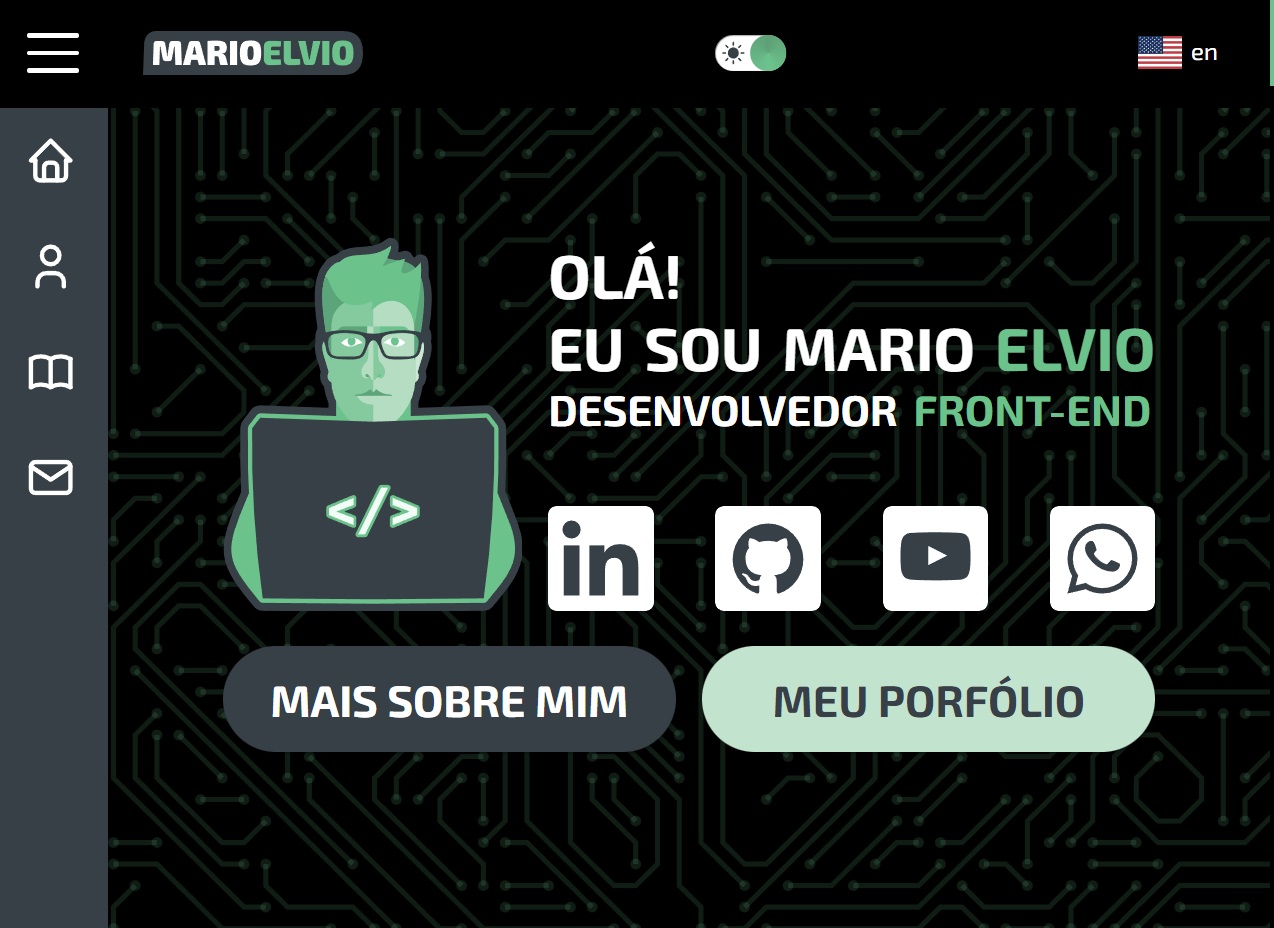 MARIOELVIO
en
OLÁ!
EU SOU MARIO ELVIO
DESENVOLVEDOR FRONT-END
</>
in
MAIS SOBRE MIM
MEU PORFÓLIO